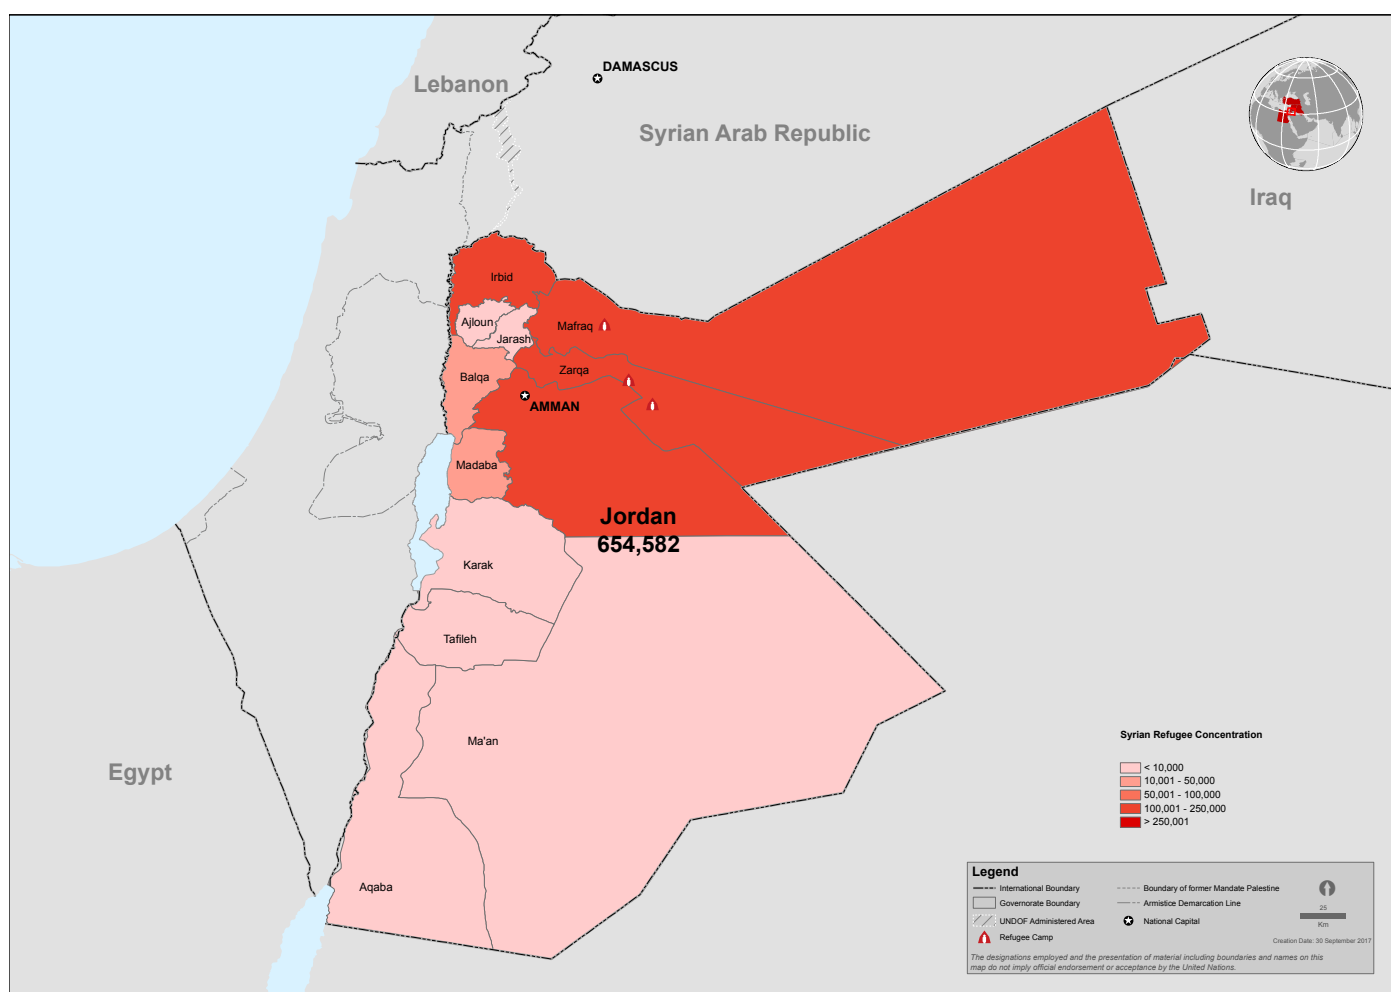 DAMASCUS
Lebanon
Syrian Arab Republic
Iraq
Irbid
Ajloun
Jarash
Mafraq
Zarqa
Balqa
AMMAN
Madaba
Jordan
654,582
Karak
Tafileh
Ma'an
Egypt
Aqaba
Syrian Refugee Concentration
< 10,000
10,001 - 50,000
50,001 - 100,000
100,001 - 250,000
> 250,001
Legend
International Boundary
Governorate Boundary
UNDOF Administered Area
Refugee Camp
Boundary of former Mandate Palestine
Armistice Demarcation Line
National Capital
25
Km
Creation Date: 30 September 2017
The designations employed and the presentation of material including boundaries and names on this
map do not imply official endorsement or acceptance by the United Nations.